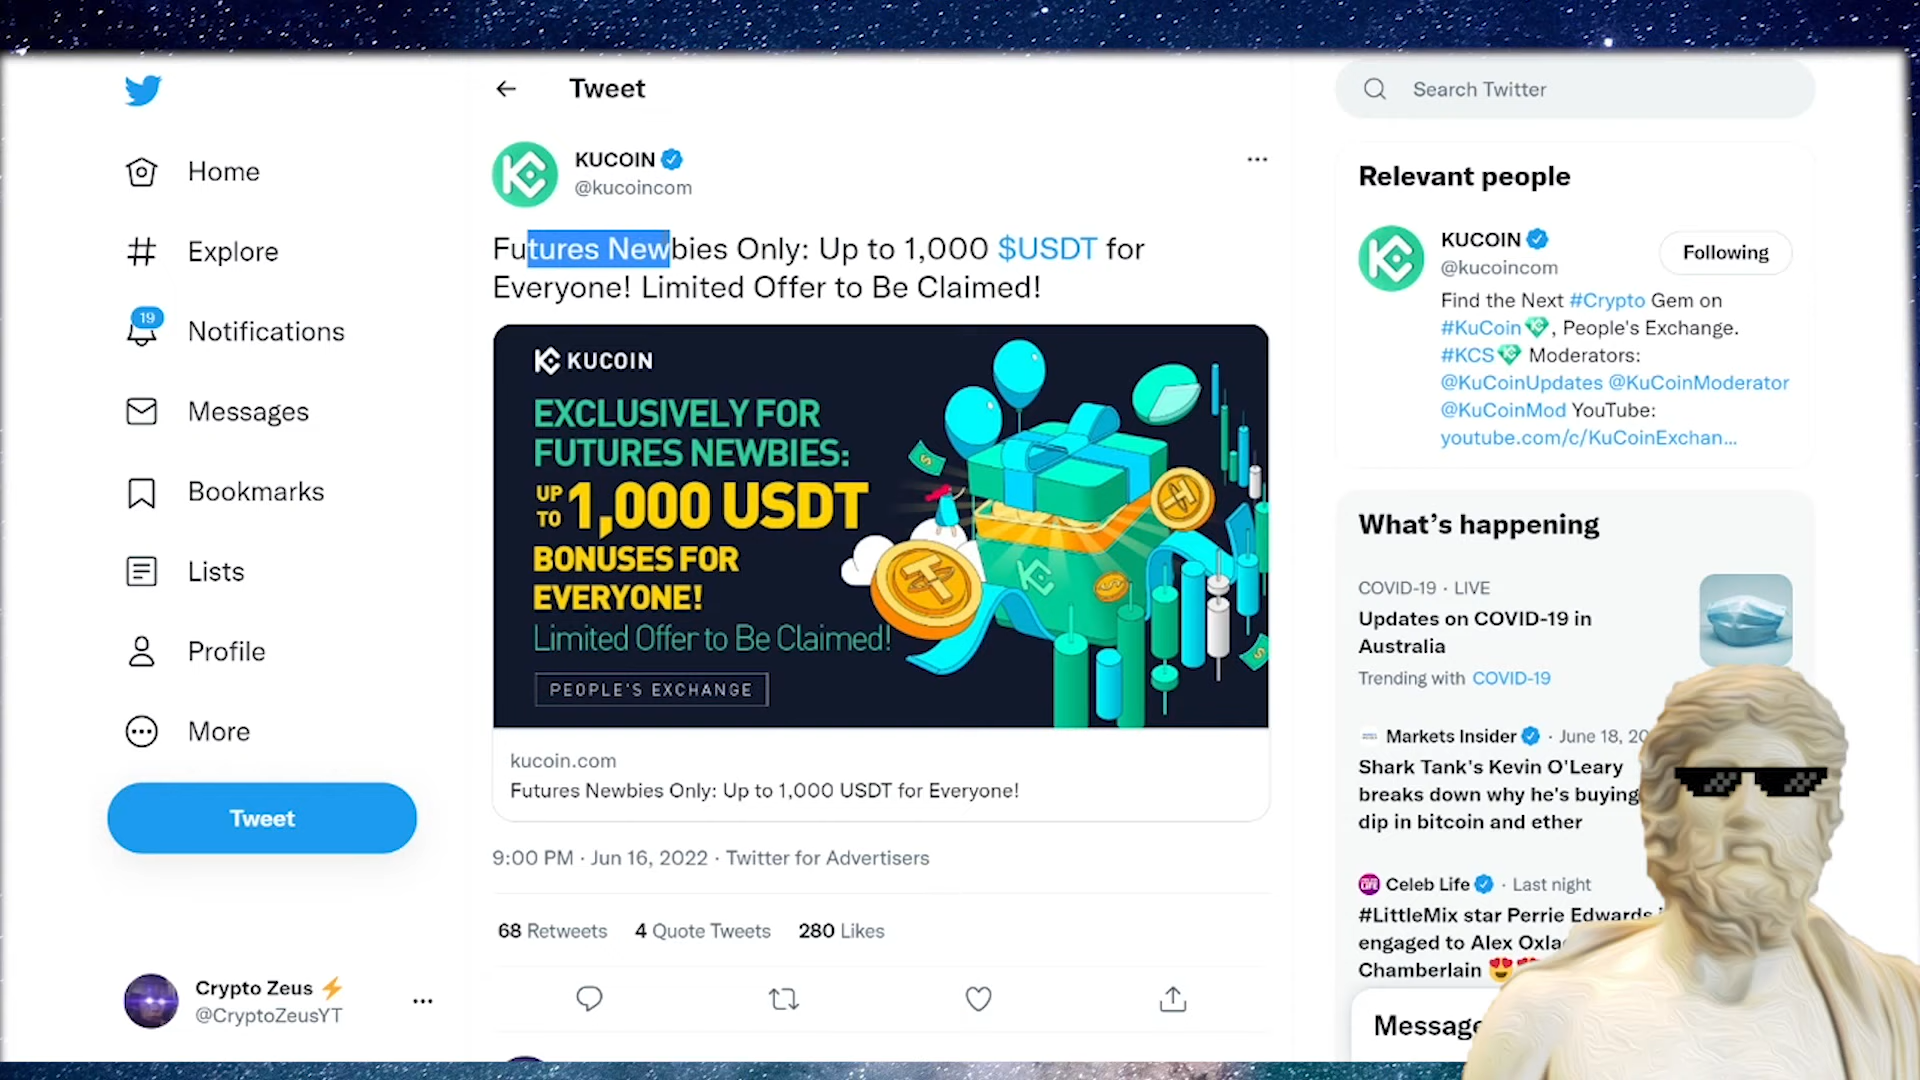 Home
Explore
19
Notifications
Messages
Bookmarks
Lists
Profile
More
Tweet
Crypto Zeus
@CryptoZeusYT
Tweet
KUCOIN
@kucoincom
Futures Newbies Only: Up to 1,000 $USDT for
Everyone! Limited Offer to Be Claimed!
KUCOIN
EXCLUSIVELY FOR
FUTURES NEWBIES:
UP TO 1,000 USDT
BONUSES FOR
EVERYONE!
Limited Offer to Be Claimed!
PEOPLE'S EXCHANGE
kucoin.com
Futures Newbies Only: Up to 1,000 USDT for Everyone!
9:00 PM · Jun 16, 2022 · Twitter for Advertisers
68 Retweets 4 Quote Tweets 280 Likes
Search Twitter
Relevant people
KUCOIN
@kucoincom
Following
Find the Next #Crypto Gem on
#KuCoin, People's Exchange.
#KCS Moderators:
@KuCoinUpdates @KuCoinModerator
@KuCoinMod YouTube:
youtube.com/c/KuCoinExchan...
What's happening
COVID-19 · LIVE
Updates on COVID-19 in
Australia
Trending with COVID-19
Markets Insider · June 18, 20
Shark Tank's Kevin O'Leary
breaks down why he's buying
dip in bitcoin and ether
Celeb Life · Last night
#LittleMix star Perrie Edwards
engaged to Alex Oxla
Chamberlain
Message